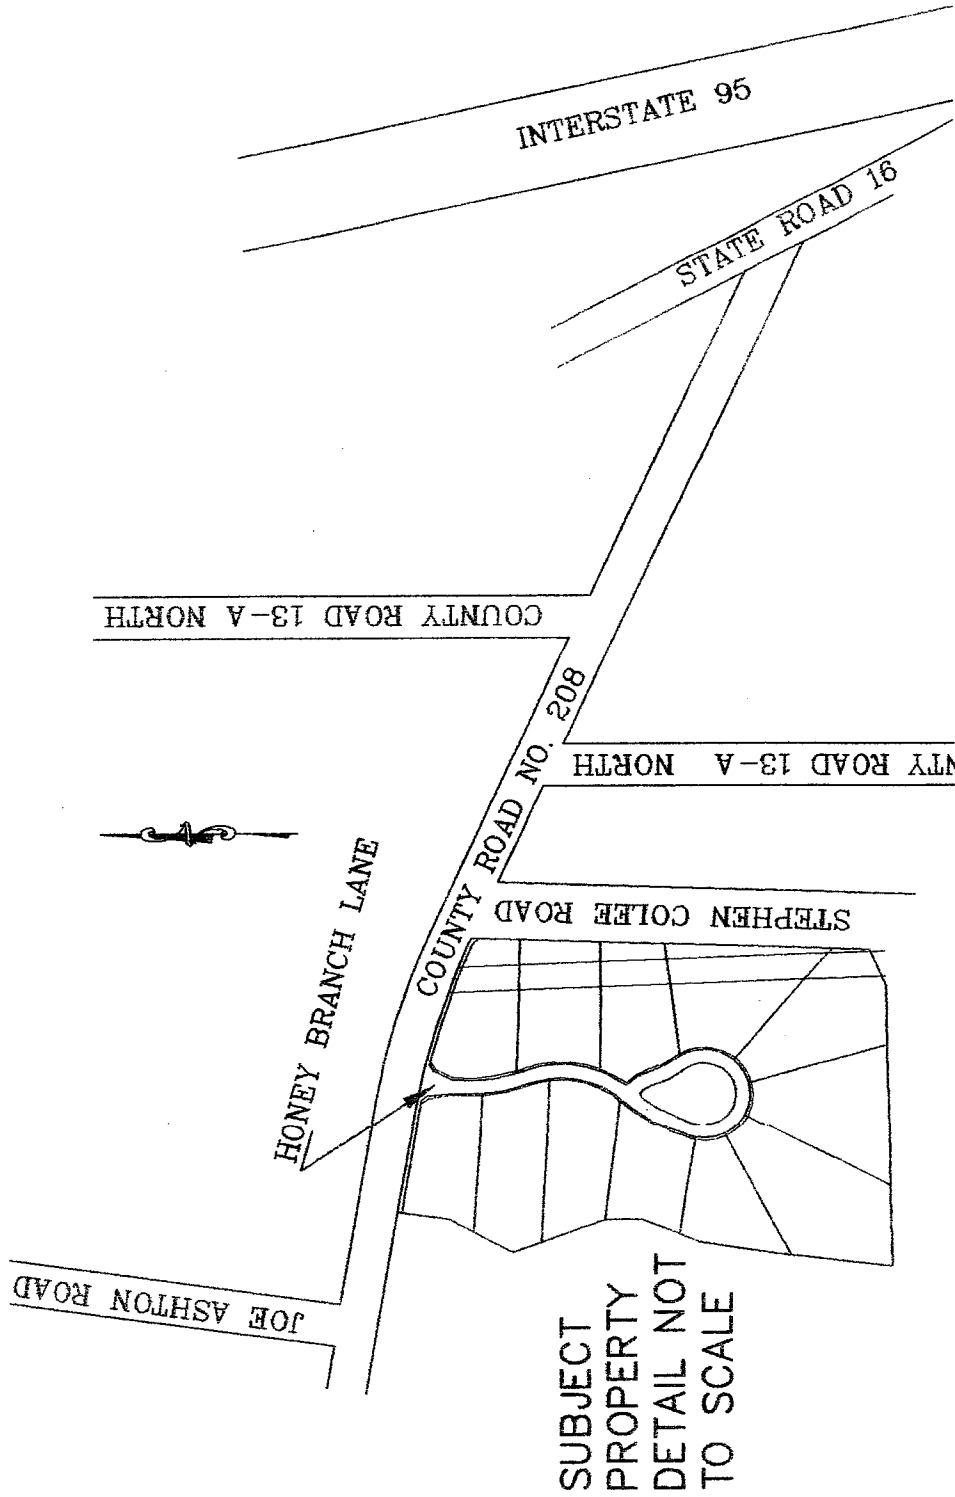 INTERSTATE 95
STATE ROAD 16
COUNTY ROAD 13-A NORTH
COUNTY ROAD NO. 208
NTY ROAD 13-A NORTH
HONEY BRANCH LANE
STEPHEN COLEE ROAD
JOE ASHTON ROAD
SUBJECT
PROPERTY
DETAIL NOT
TO SCALE